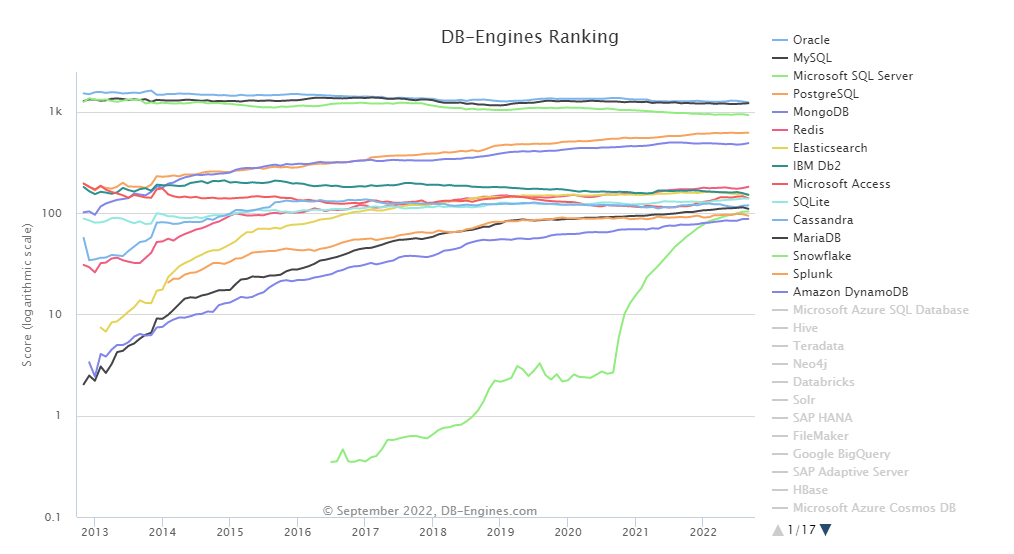 DB-Engines Ranking
Score (logarithmic scale)
1k
100
10
1
0.1
2013
2014
2015
2016
2017
2018
2019
2020
2021
2022
© September 2022, DB-Engines.com
Oracle
MySQL
Microsoft SQL Server
PostgreSQL
MongoDB
Redis
Elasticsearch
IBM Db2
Microsoft Access
SQLite
Cassandra
MariaDB
Snowflake
Splunk
Amazon DynamoDB
Microsoft Azure SQL Database
Hive
Teradata
Neo4j
Databricks
Solr
SAP HANA
FileMaker
Google BigQuery
SAP Adaptive Server
HBase
Microsoft Azure Cosmos DB
1/17